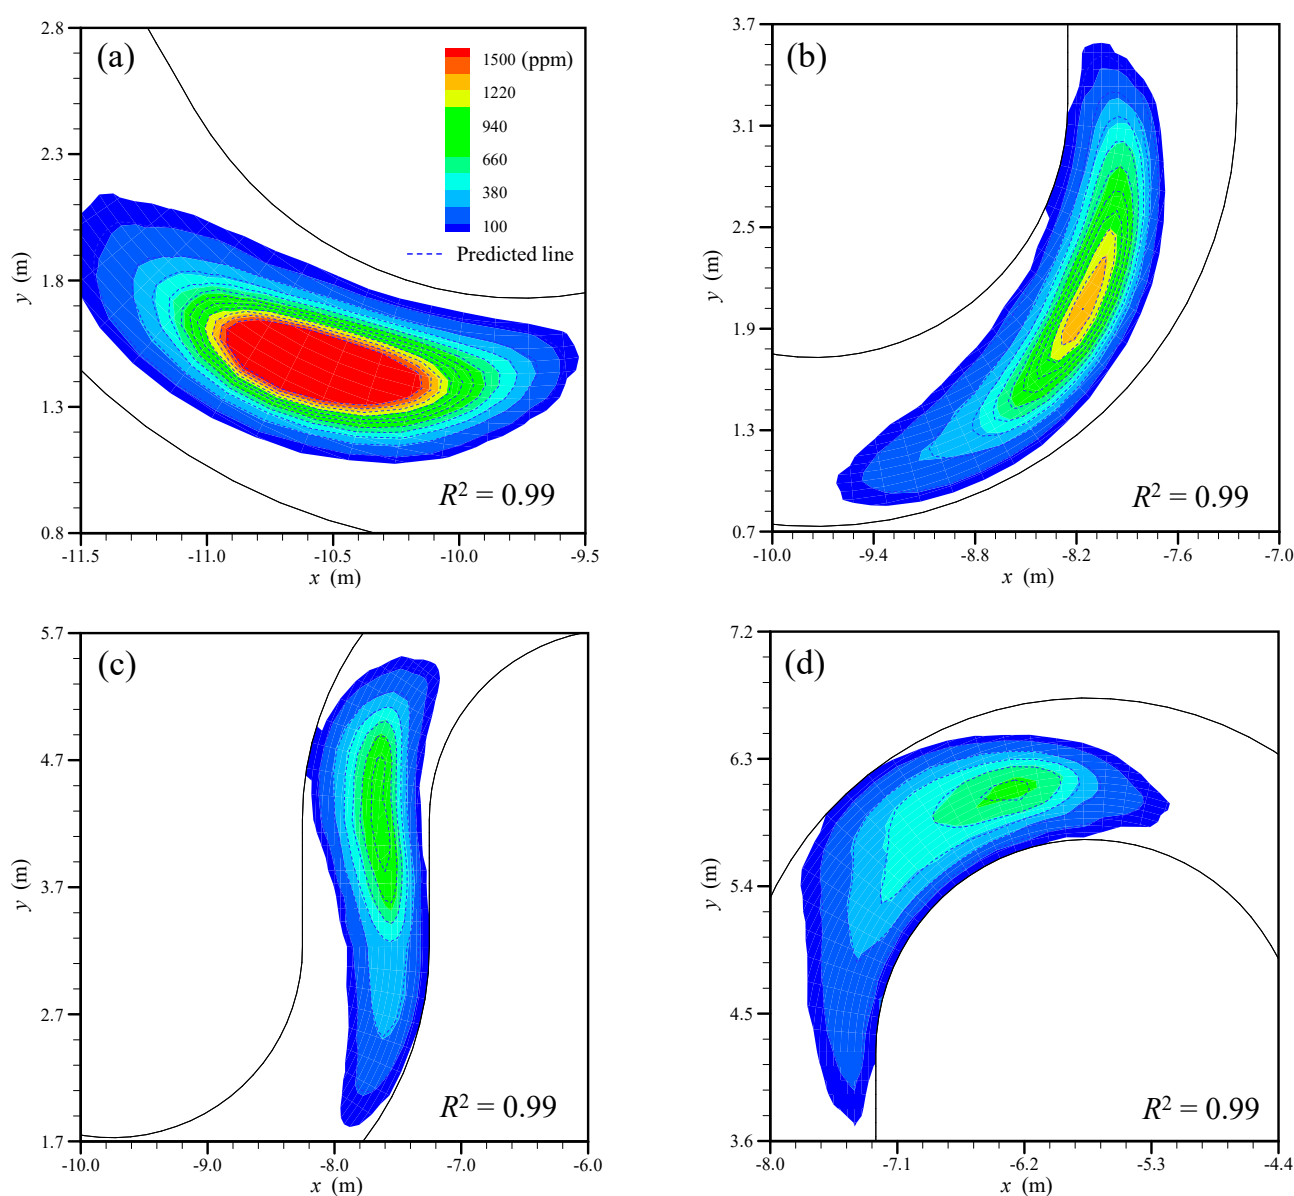 (a)
1500 (ppm)
1220
940
660
380
100
Predicted line
R2 = 0.99
2.8
2.3
1.8
1.3
0.8
y (m)
-11.5 -11.0 -10.5 -10.0 -9.5
x (m)
(b)
R2 = 0.99
3.7
3.1
2.5
1.9
1.3
0.7
y (m)
-10.0 -9.4 -8.8 -8.2 -7.6 -7.0
x (m)
(c)
R2 = 0.99
5.7
4.7
3.7
2.7
1.7
y (m)
-10.0 -9.0 -8.0 -7.0 -6.0
x (m)
(d)
R2 = 0.99
7.2
6.3
5.4
4.5
3.6
y (m)
-8.0 -7.1 -6.2 -5.3 -4.4
x (m)